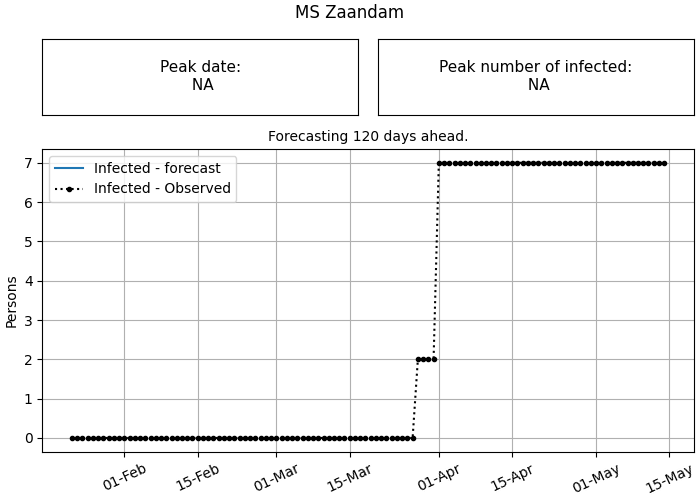 MS Zaandam
Peak date:
NA
Peak number of infected:
NA
Forecasting 120 days ahead.
Infected - forecast
Infected - Observed
Persons
7
6
5
4
3
2
1
0
01-Feb
15-Feb
01-Mar
15-Mar
01-Apr
15-Apr
01-May
15-May